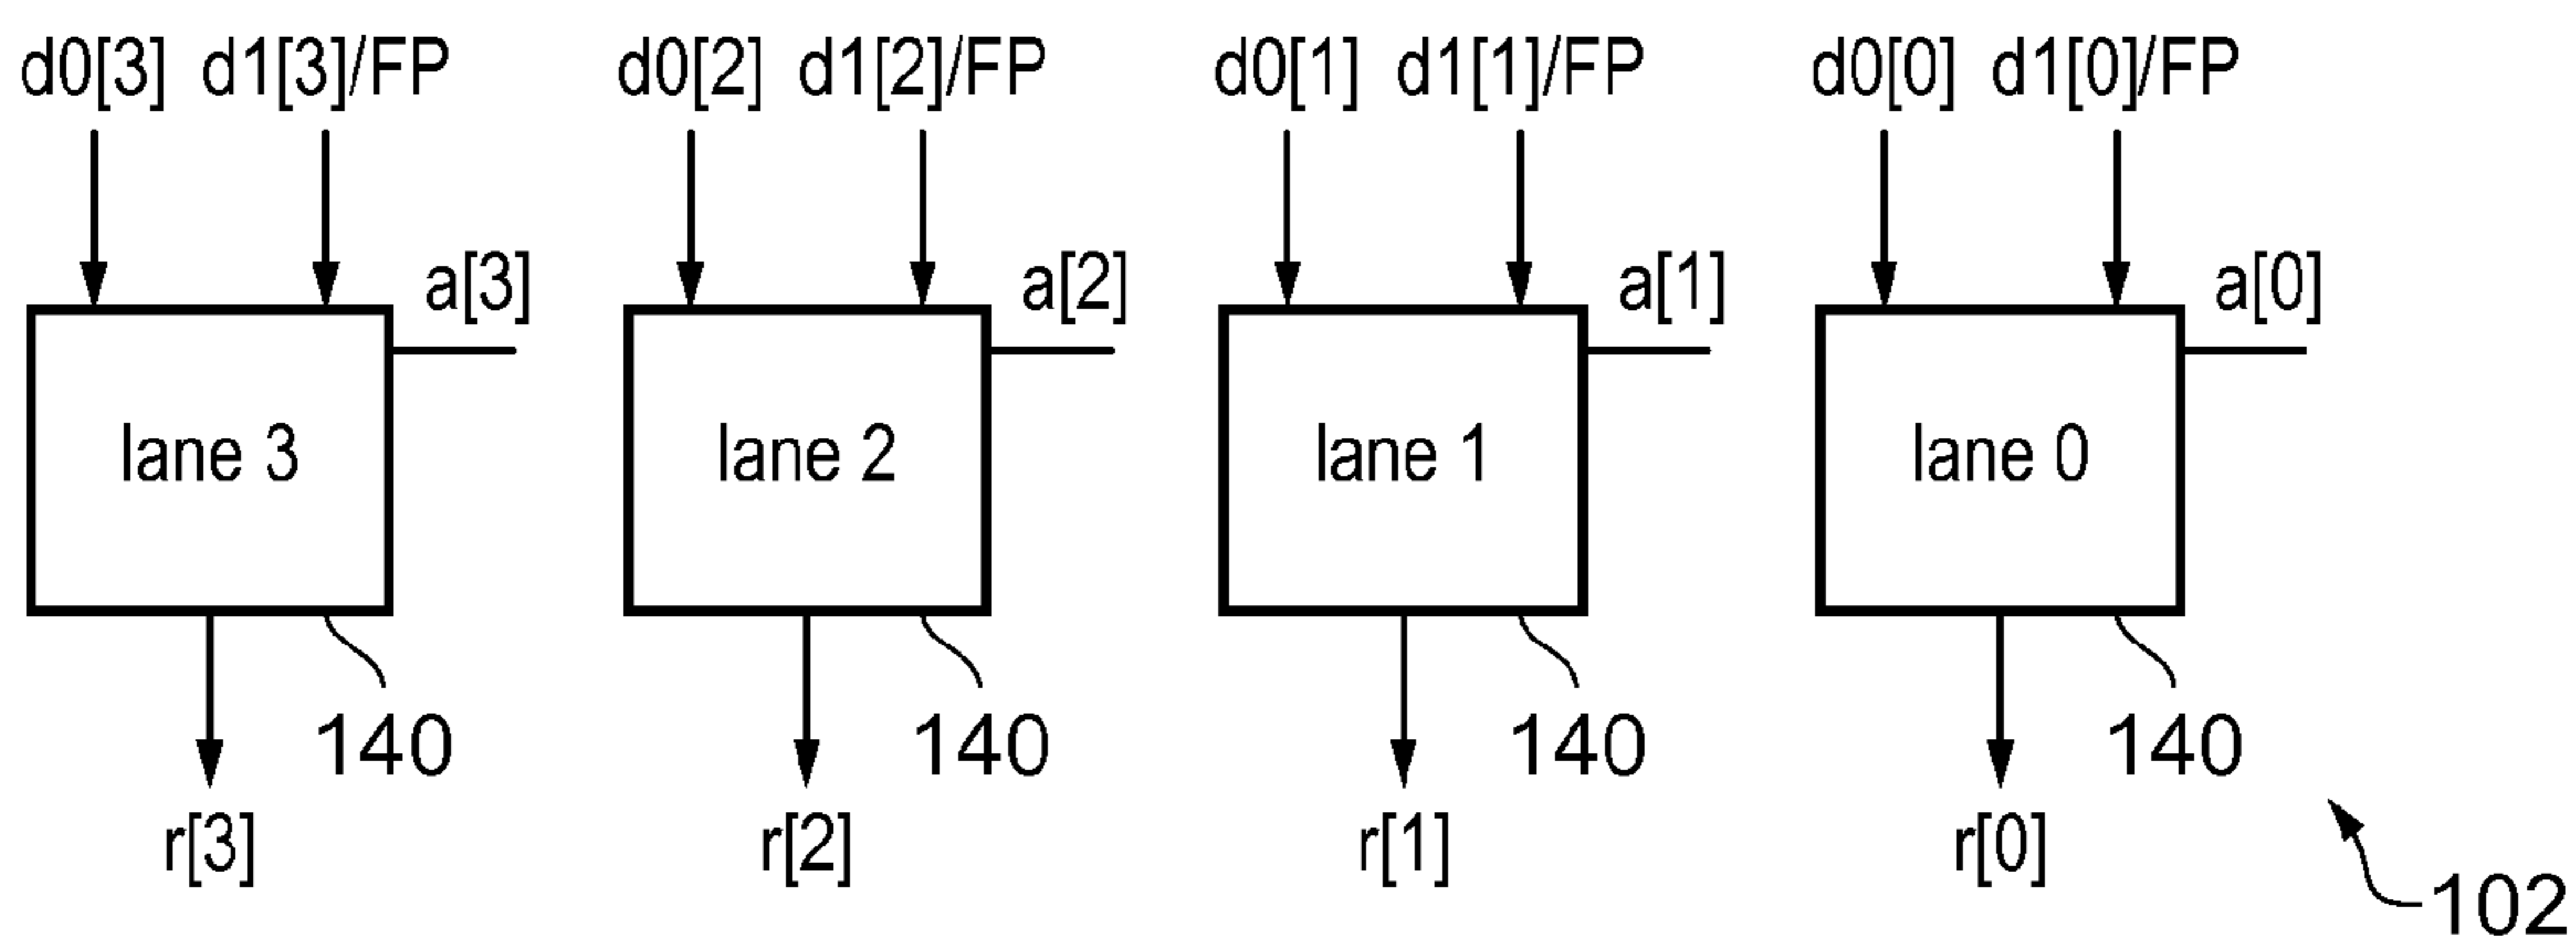 d0[3] d1[3]/FP d0[2] d1[2]/FP d0[1] d1[1]/FP d0[0] d1[0]/FP
a[3] a[2] a[1] a[0]
lane 3 lane 2 lane 1 lane 0
140 140 140 140
r[3] r[2] r[1] r[0]
102